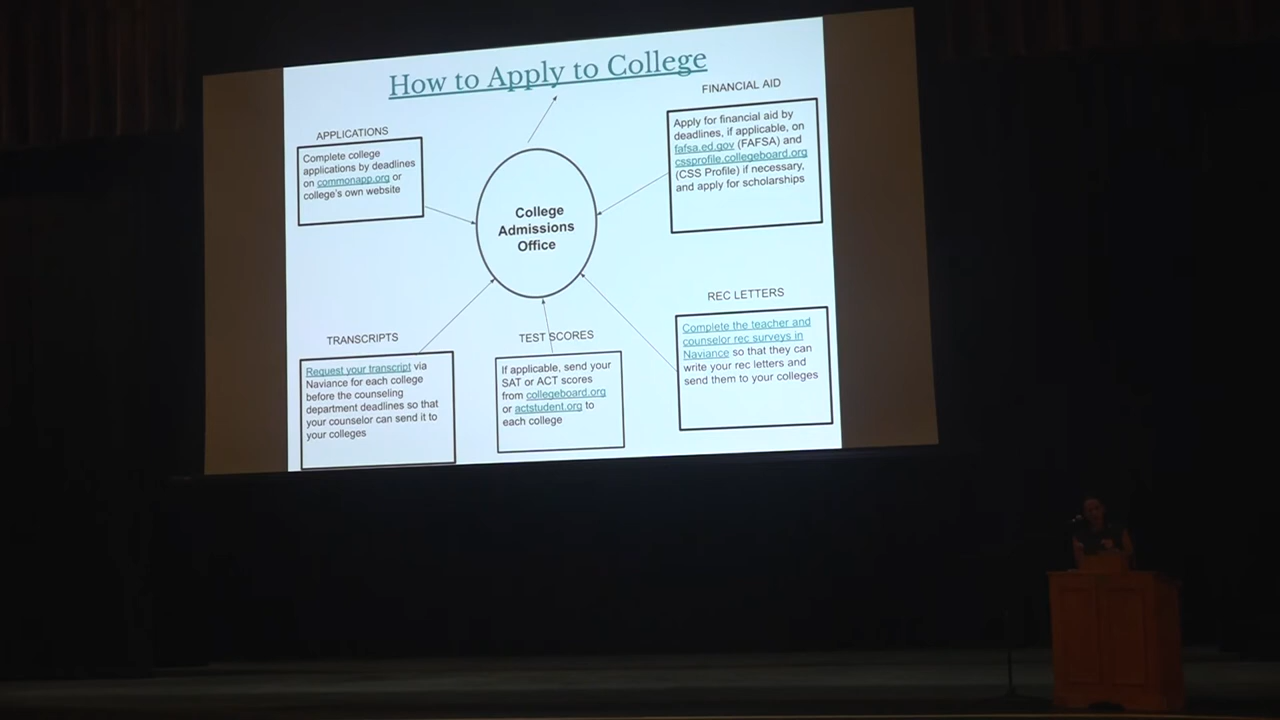 How to Apply to College
APPLICATIONS
Complete college
applications by deadlines
on commonapp.org or
college's own website
FINANCIAL AID
Apply for financial aid by
deadlines, if applicable, on
fafsa.ed.gov (FAFSA) and
cssprofile.collegeboard.org
(CSS Profile) if necessary,
and apply for scholarships
College
Admissions
Office
TRANSCRIPTS
Request your transcript via
Naviance for each college
before the counseling
department deadlines so that
your counselor can send it to
your colleges
TEST SCORES
If applicable, send your
SAT or ACT scores
from collegeboard.org
or actstudent.org to
each college
REC LETTERS
Complete the teacher and
counselor rec surveys in
Naviance so that they can
write your rec letters and
send them to your colleges